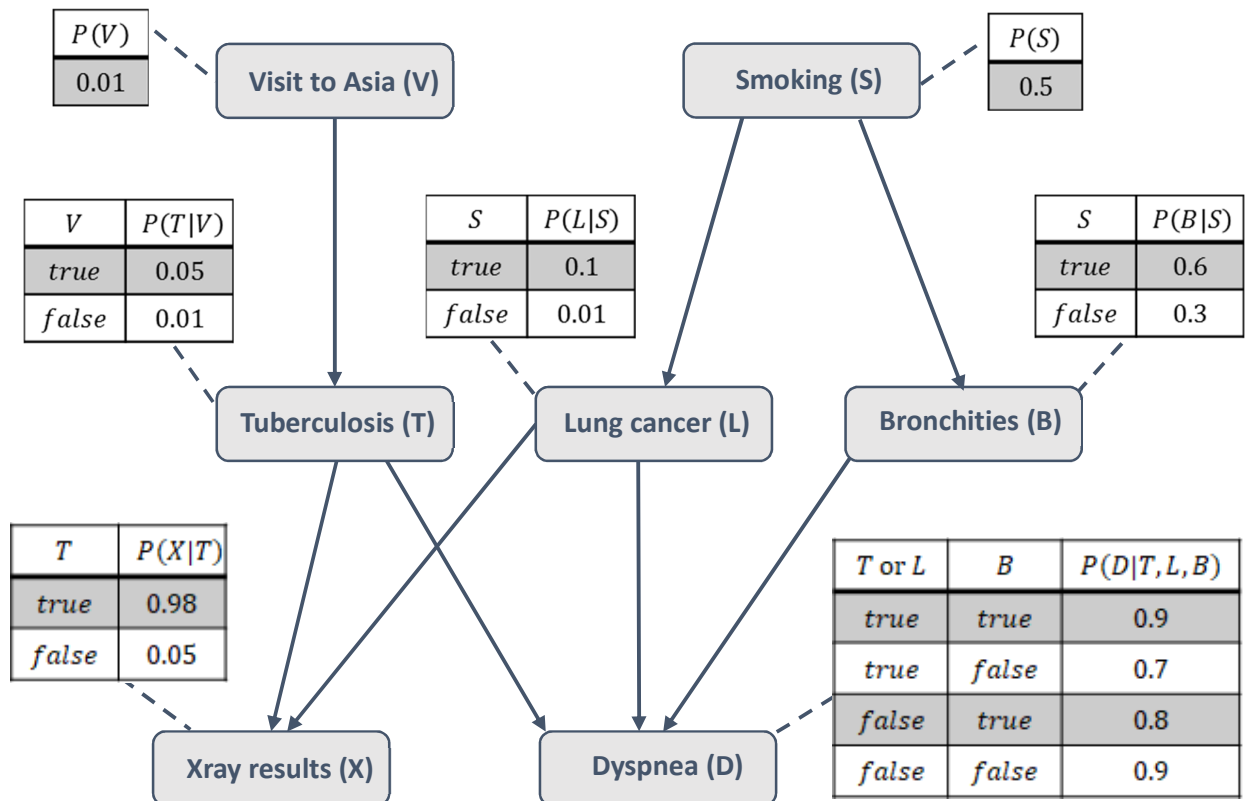 P(V)
0.01
Visit to Asia (V)
Smoking (S)
P(S)
0.5
V P(T|V)
true 0.05
false 0.01
S P(L|S)
true 0.1
false 0.01
S P(B|S)
true 0.6
false 0.3
Tuberculosis (T)
Lung cancer (L)
Bronchities (B)
T P(X|T)
true 0.98
false 0.05
T or L B P(D|T, L, B)
true true 0.9
true false 0.7
false true 0.8
false false 0.9
Xray results (X)
Dyspnea (D)